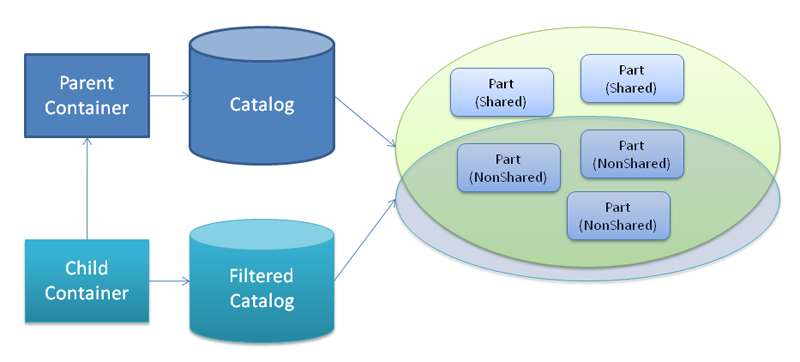 Parent
Container
Catalog
Child
Container
Filtered
Catalog
Part
(Shared)
Part
(Shared)
Part
(NonShared)
Part
(NonShared)
Part
(NonShared)